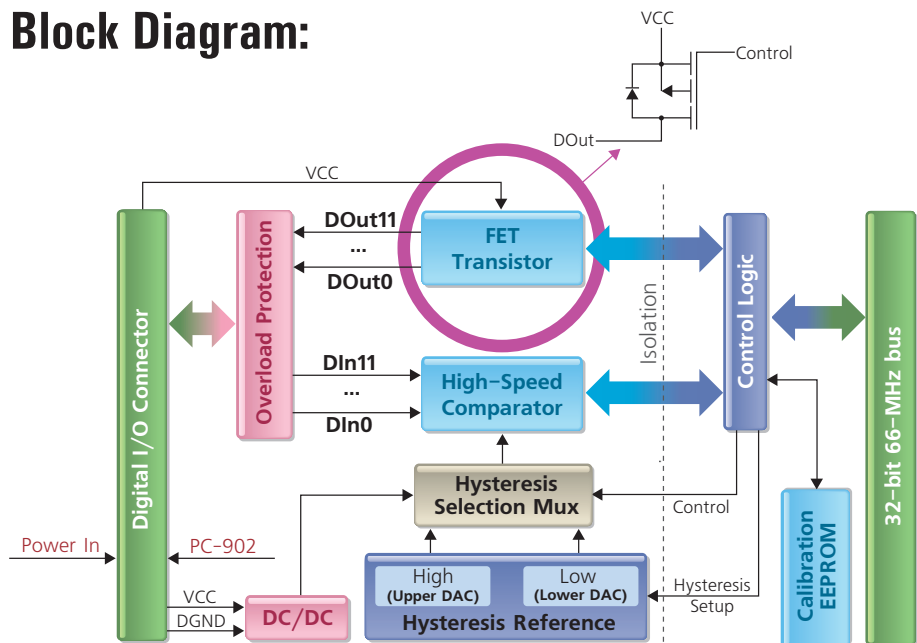 Block Diagram:
VCC
Control
DOut
VCC
DOut11
...
DOut0
FET
Transistor
Isolation
Control Logic
32-bit 66-MHz bus
Digital I/O Connector
Overload Protection
DIn11
...
DIn0
High-Speed
Comparator
Hysteresis
Selection Mux
Control
Power In
PC-902
High
(Upper DAC)
Low
(Lower DAC)
Hysteresis Reference
Hysteresis
Setup
Calibration
EEPROM
VCC
DGND
DC/DC